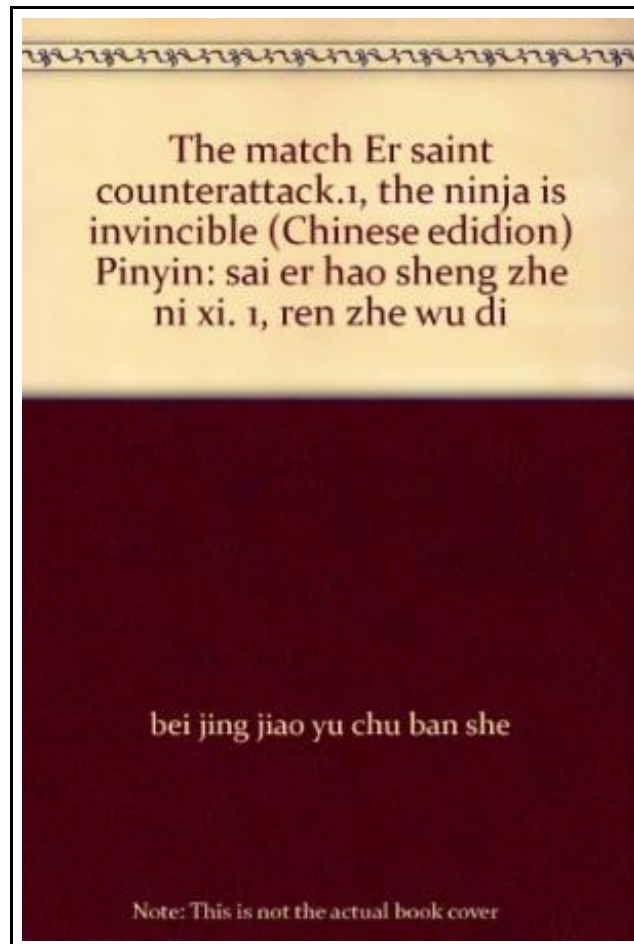 The match Er saint
counterattack.1, the ninja is
invincible (Chinese edidion)
Pinyin: sai er hao sheng zhe
ni xi. 1, ren zhe wu di
bei jing jiao yu chu ban she
Note: This is not the actual book cover